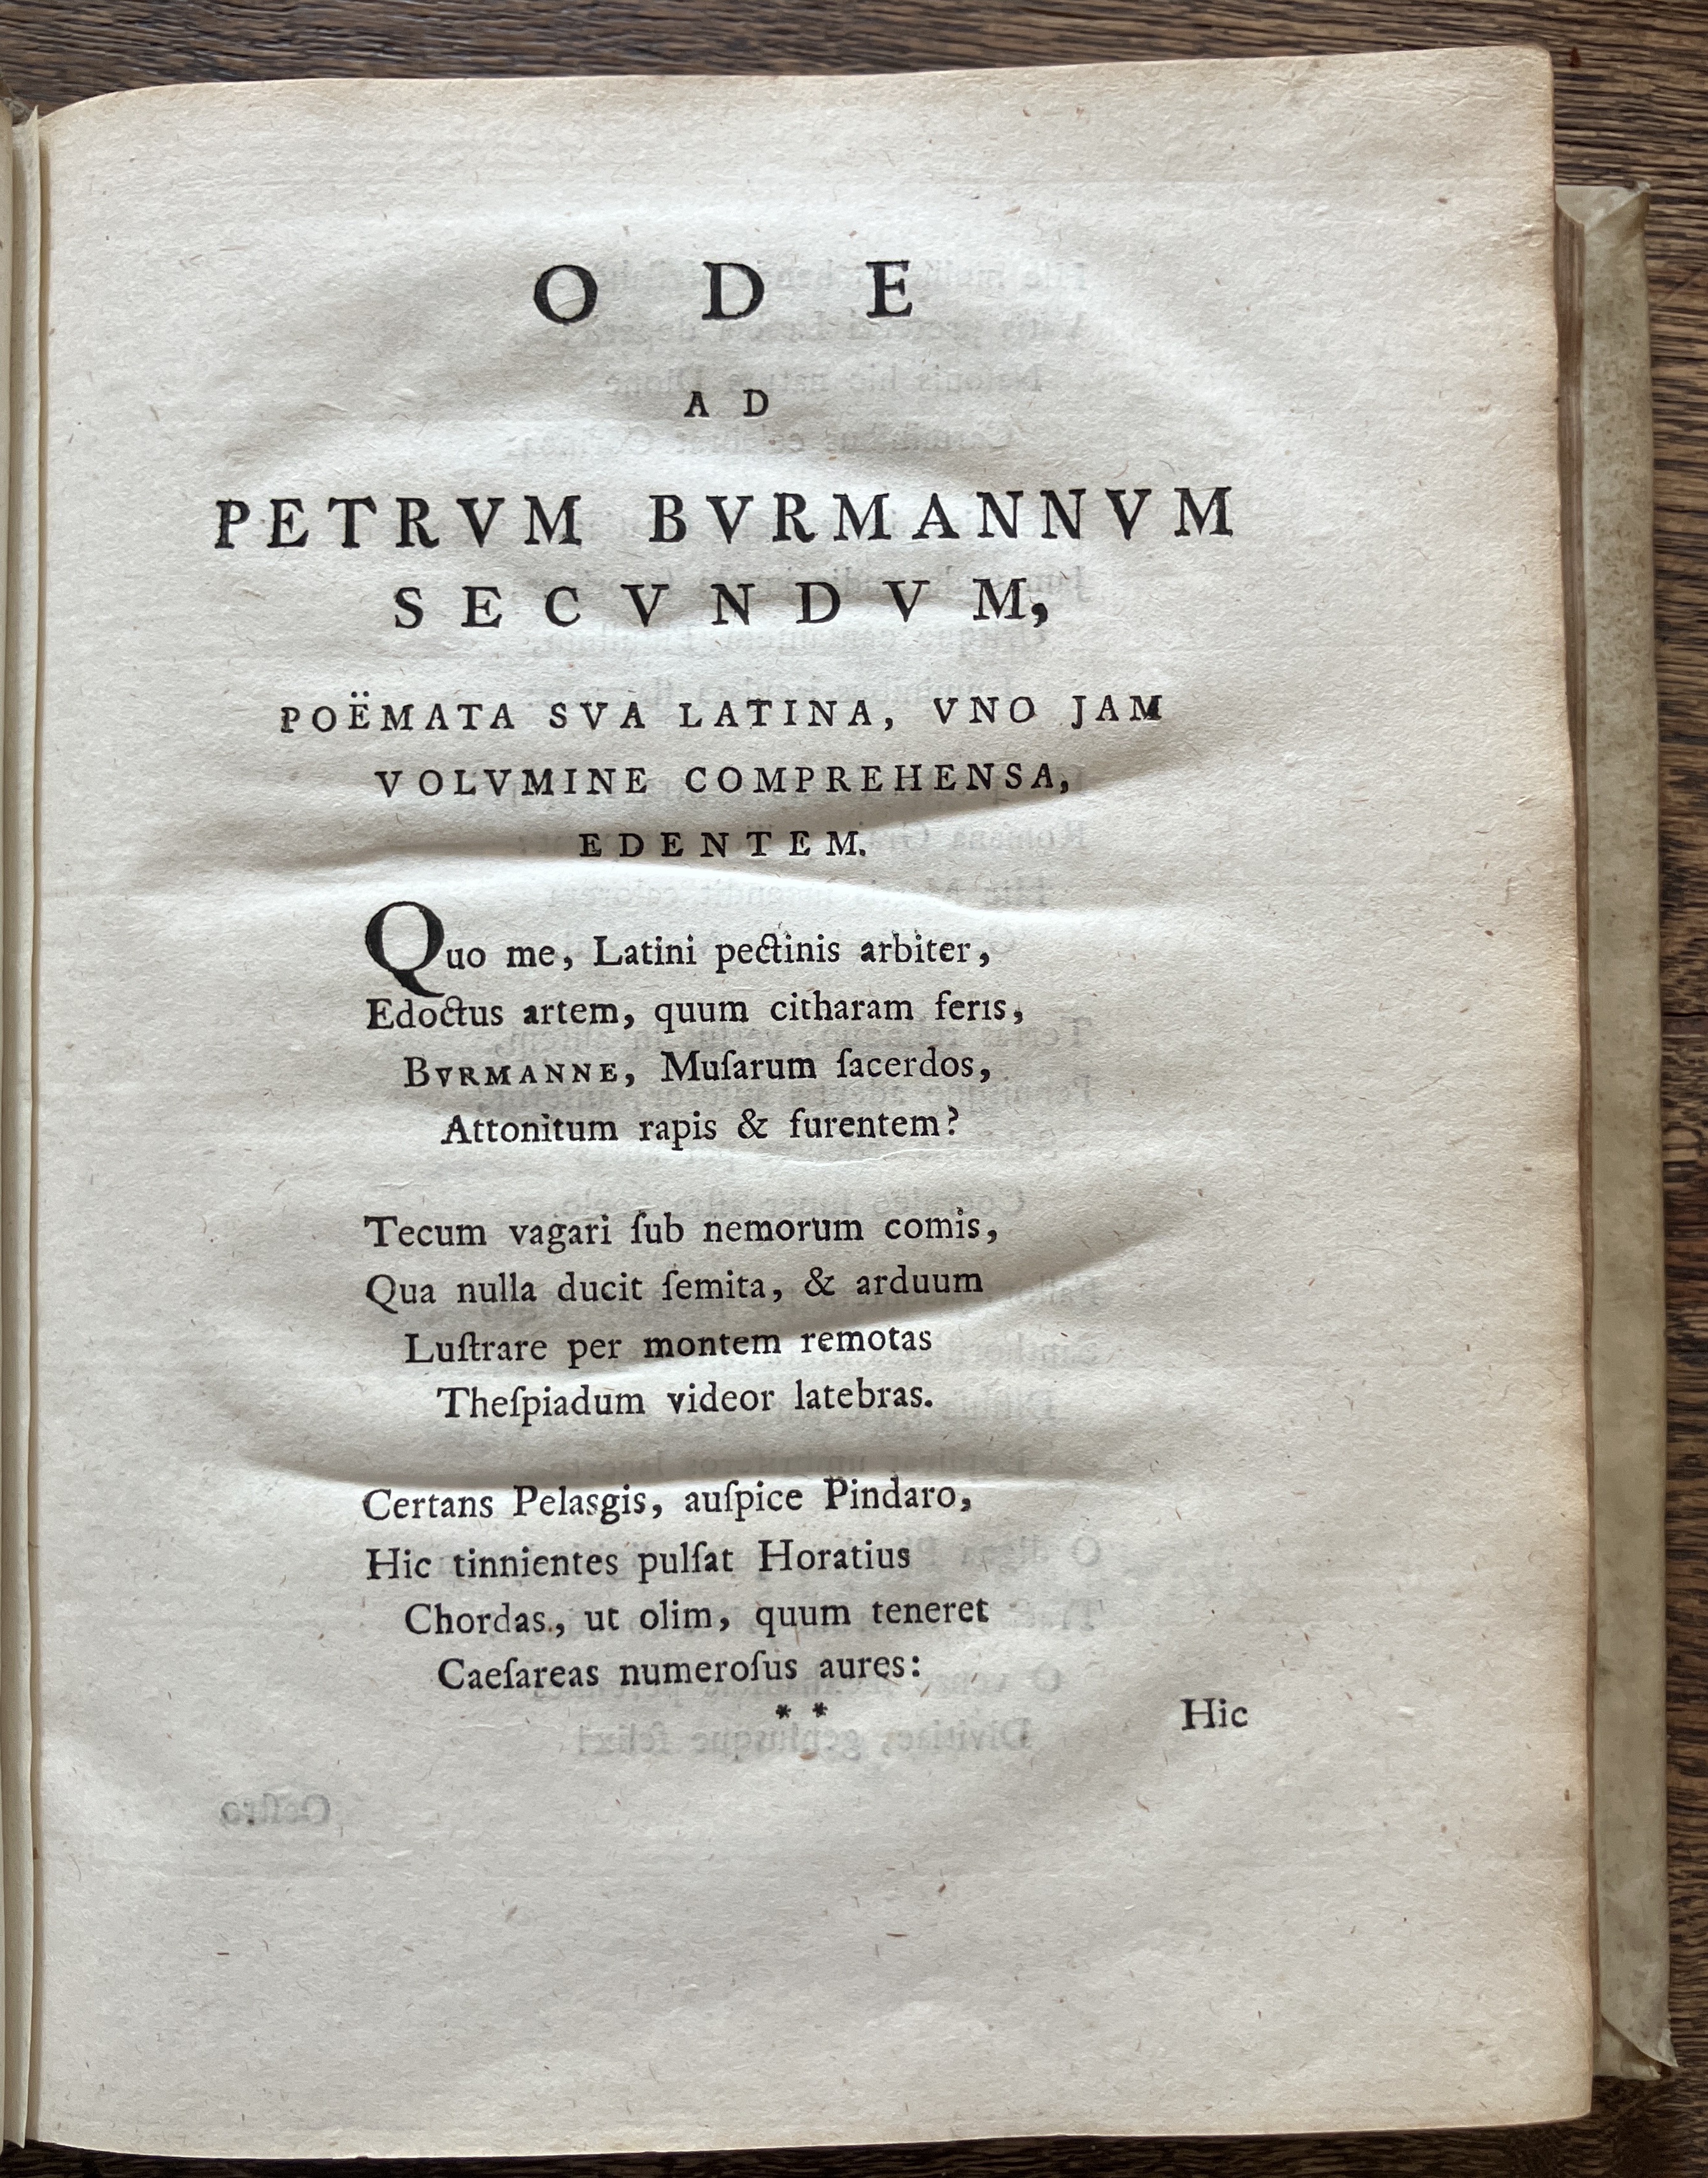 ODE
AD
PETRVM BVRMANNVM
SECVNDVM,
POËMATA SVA LATINA, VNO JAM
VOLVMINE COMPREHENSA,
EDENTEM.
Quo me, Latini pectinis arbiter,
Edoctus artem, quum citharam feris,
BVRMANNE, Muſarum ſacerdos,
Attonitum rapis & furentem?
Tecum vagari ſub nemorum comis,
Qua nulla ducit ſemita, & arduum
Luſtrare per montem remotas
Theſpiadum videor latebras.
Certans Pelasgis, auſpice Pindaro,
Hic tinnientes pulſat Horatius
Chordas, ut olim, quum teneret
Caeſareas numeroſus aures:
* *
Hic